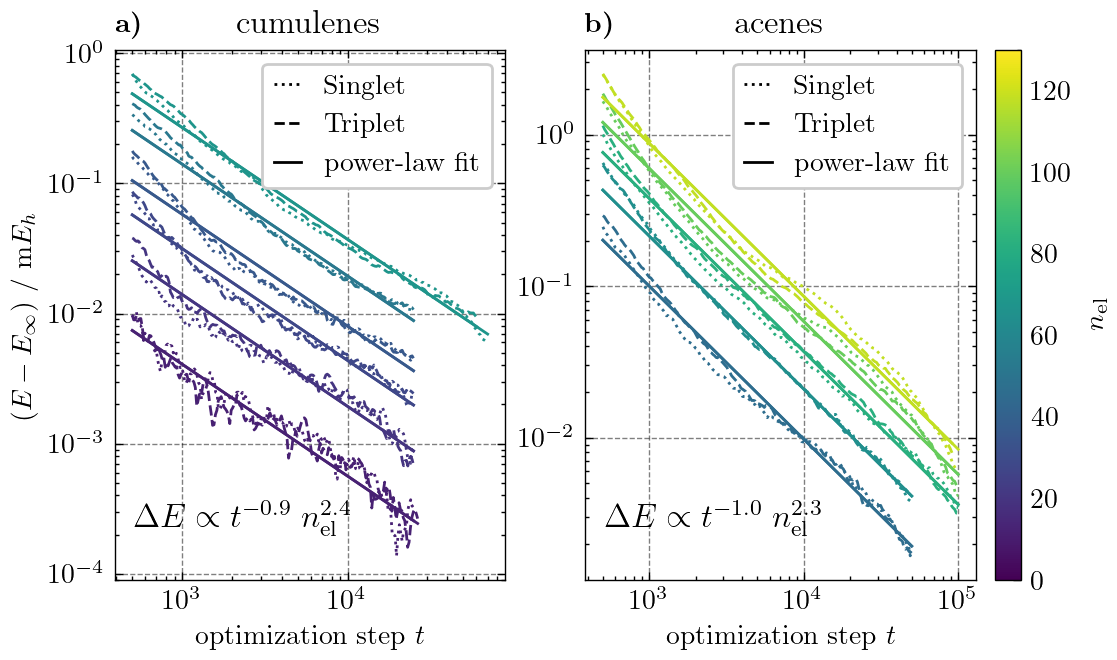 a) cumulenes
Singlet
Triplet
power-law fit
10⁰
10⁻¹
10⁻²
10⁻³
10⁻⁴
(E − E∞) / mEₕ
ΔE ∝ t⁻⁰·⁹ n_el^2.4
10³ 10⁴
optimization step t
b) acenes
Singlet
Triplet
power-law fit
10⁰
10⁻¹
10⁻²
ΔE ∝ t⁻¹·⁰ n_el^2.3
10³ 10⁴ 10⁵
optimization step t
120
100
80
60
40
20
0
n_el